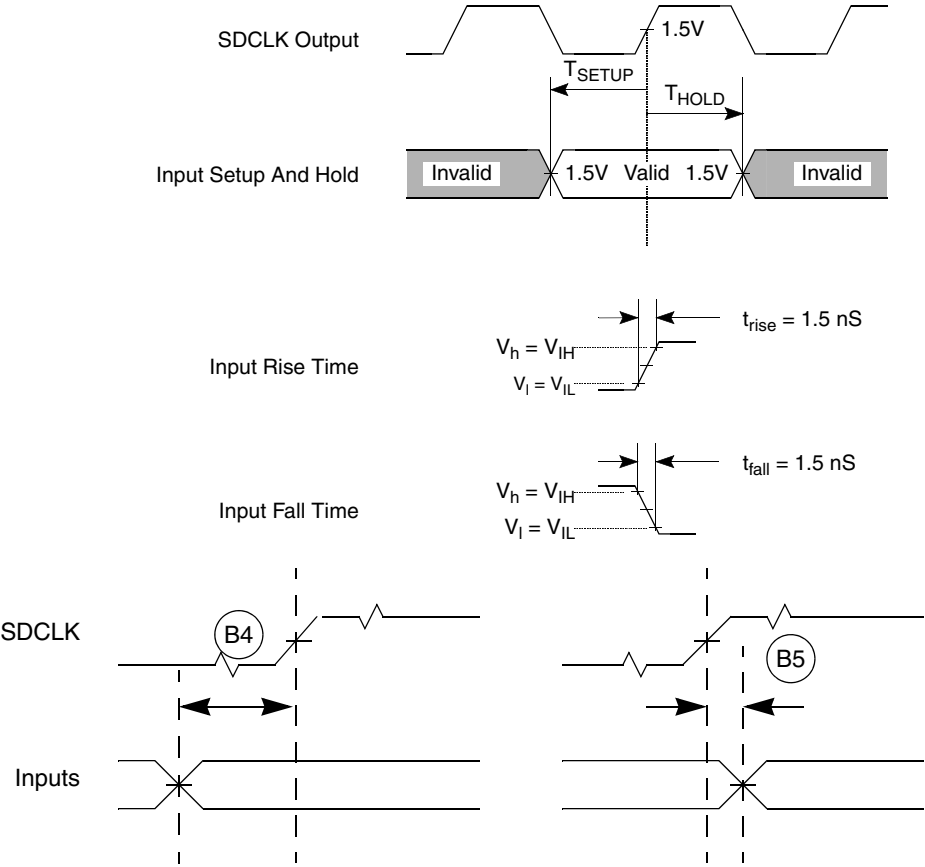 SDCLK Output
1.5V
TSETUP
THOLD
Input Setup And Hold
Invalid
1.5V Valid 1.5V
Invalid
trise = 1.5 nS
Vh = VIH
Input Rise Time
Vl = VIL
tfall = 1.5 nS
Vh = VIH
Input Fall Time
Vl = VIL
SDCLK
B4
B5
Inputs